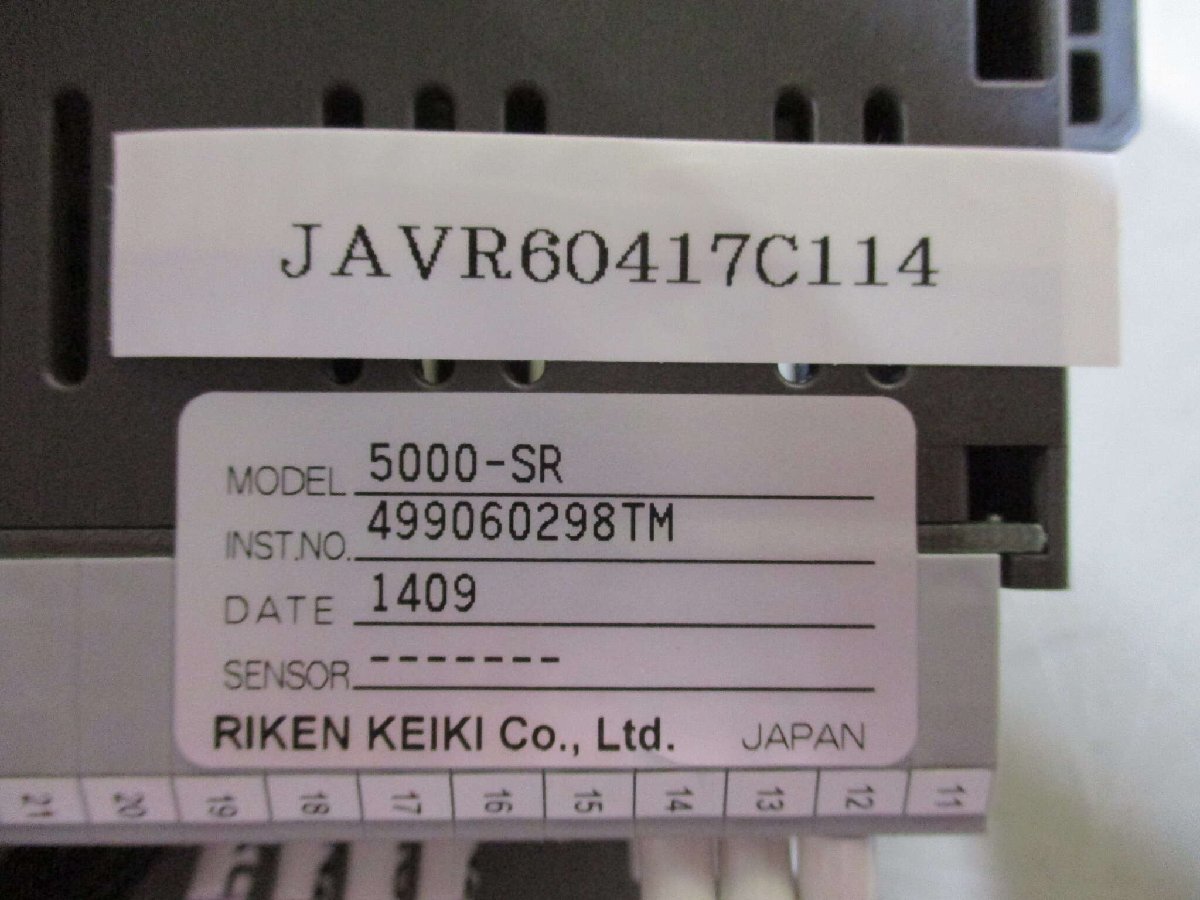 JAVR60417C114
MODEL 5000-SR
INST.NO. 499060298TM
DATE 1409
SENSOR -------
RIKEN KEIKI Co., Ltd. JAPAN
21 20 19 18 17 16 15 14 13 12 11